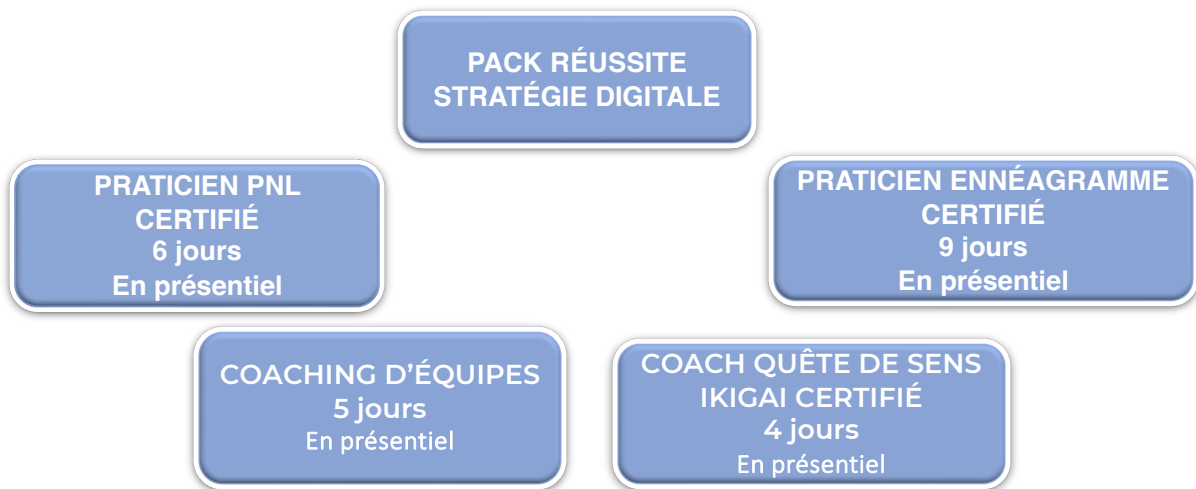 PACK RÉUSSITE
STRATÉGIE DIGITALE
PRATICIEN PNL
CERTIFIÉ
6 jours
En présentiel
PRATICIEN ENNÉAGRAMME
CERTIFIÉ
9 jours
En présentiel
COACHING D’ÉQUIPES
5 jours
En présentiel
COACH QUÊTE DE SENS
IKIGAI CERTIFIÉ
4 jours
En présentiel